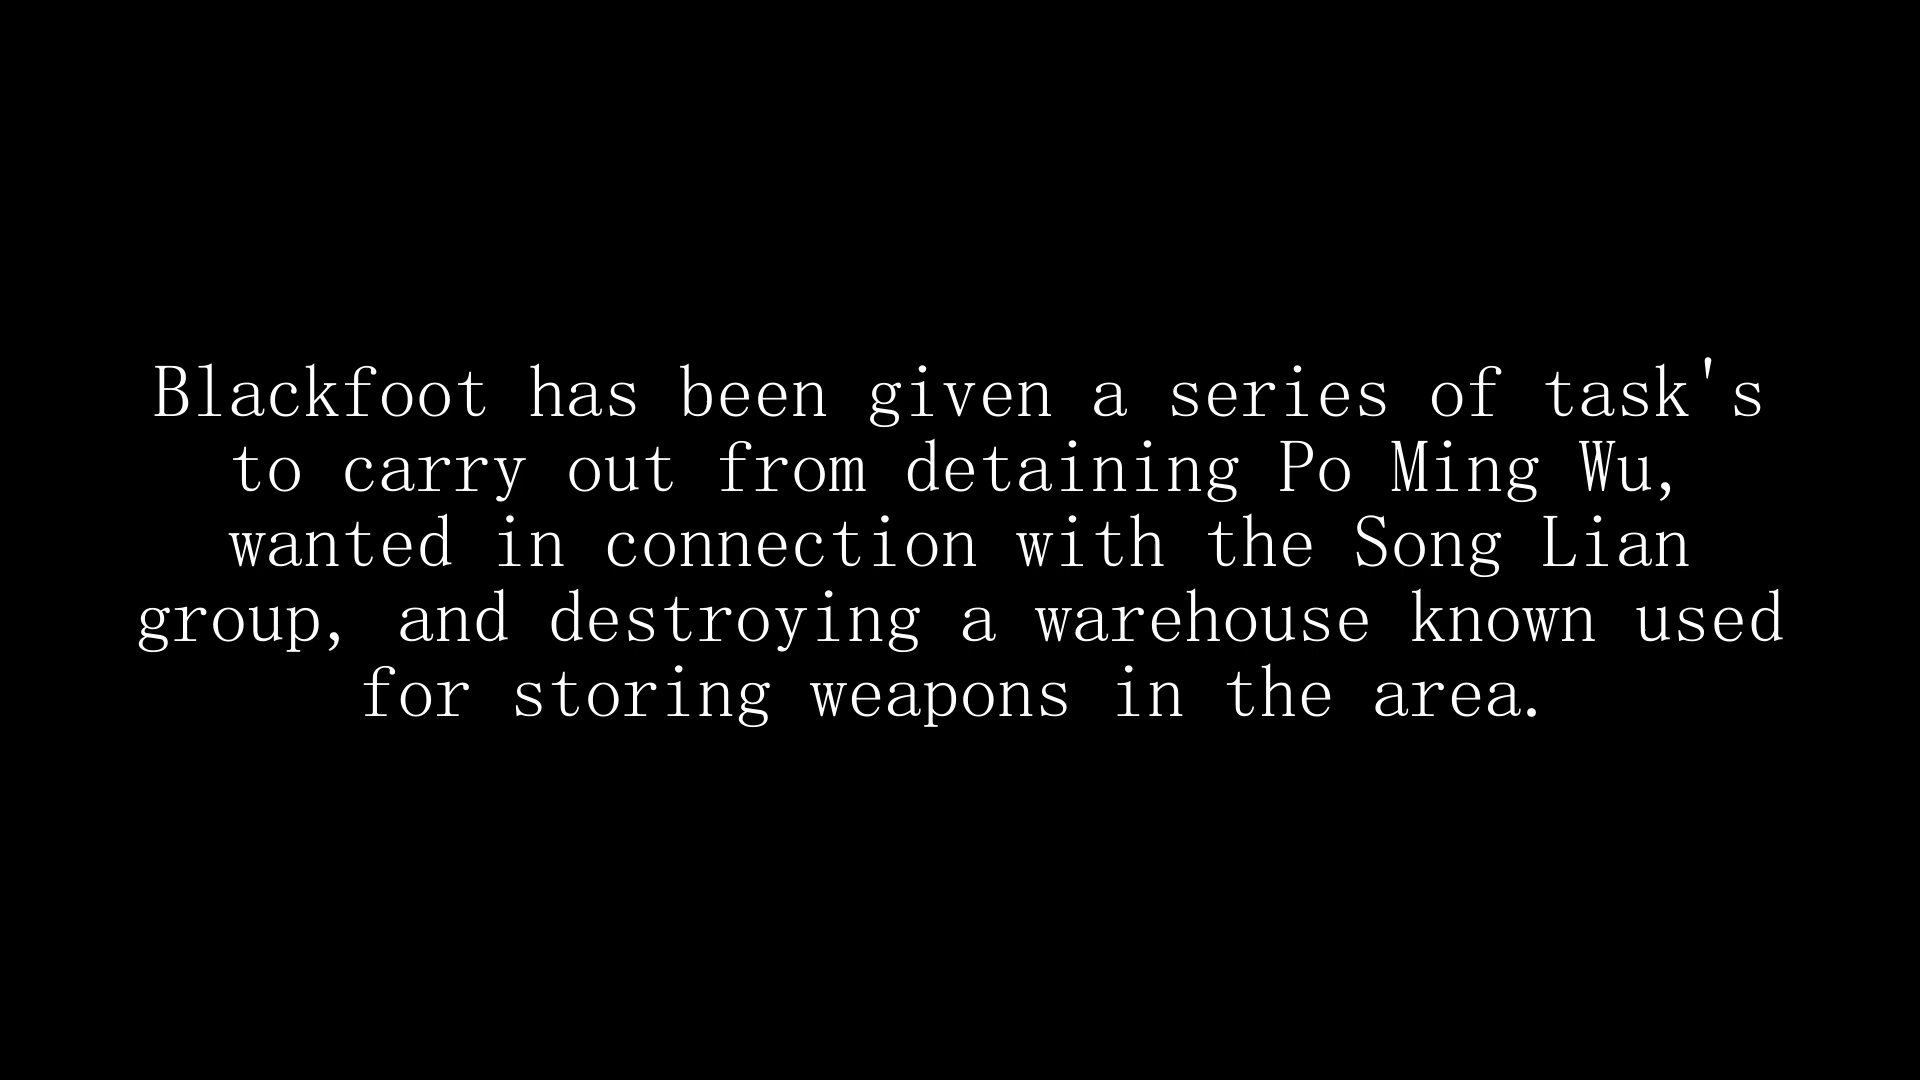 Blackfoot has been given a series of task's
to carry out from detaining Po Ming Wu,
wanted in connection with the Song Lian
group, and destroying a warehouse known used
for storing weapons in the area.